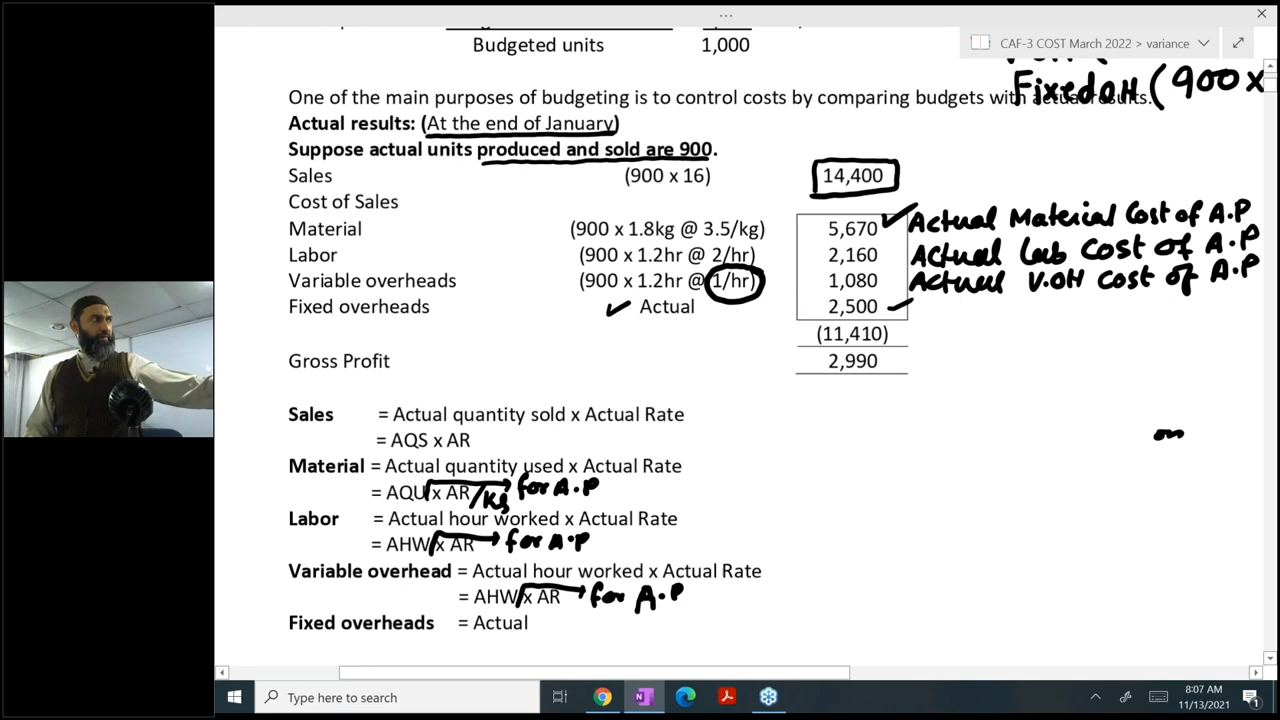 Budgeted units 1,000
CAF-3 COST March 2022 > variance
Fixed OH (900 x
One of the main purposes of budgeting is to control costs by comparing budgets with actual results.
Actual results: (At the end of January)
Suppose actual units produced and sold are 900.
Sales (900 x 16) 14,400
Cost of Sales
Material (900 x 1.8kg @ 3.5/kg) 5,670 Actual Material Cost of A.P
Labor (900 x 1.2hr @ 2/hr) 2,160 Actual Lab Cost of A.P
Variable overheads (900 x 1.2hr @ 1/hr) 1,080 Actual V.OH Cost of A.P
Fixed overheads Actual 2,500
(11,410)
Gross Profit 2,990
Sales = Actual quantity sold x Actual Rate
= AQS x AR
Material = Actual quantity used x Actual Rate
= AQU x AR /kg for A.P
Labor = Actual hour worked x Actual Rate
= AHW x AR for A.P
Variable overhead = Actual hour worked x Actual Rate
= AHW x AR for A.P
Fixed overheads = Actual
Type here to search
8:07 AM
11/13/2021
1